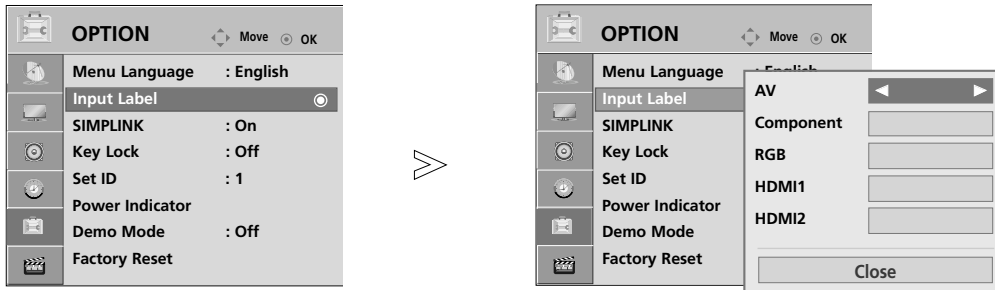 OPTION Move OK
Menu Language : English
Input Label
SIMPLINK : On
Key Lock : Off
Set ID : 1
Power Indicator
Demo Mode : Off
Factory Reset
OPTION Move OK
Menu Language : English
Input Label
SIMPLINK
Key Lock
Set ID
Power Indicator
Demo Mode
Factory Reset
AV
Component
RGB
HDMI1
HDMI2
Close